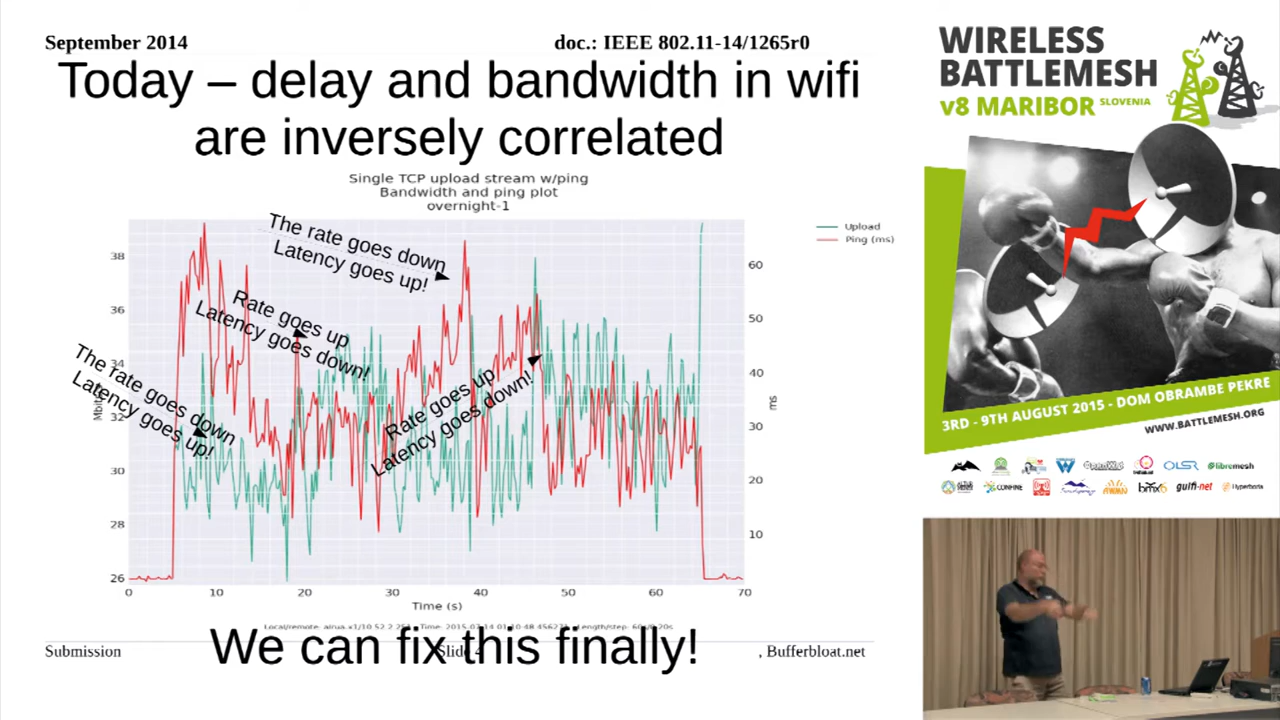 September 2014
doc.: IEEE 802.11-14/1265r0
Today – delay and bandwidth in wifi
are inversely correlated
Single TCP upload stream w/ping
Bandwidth and ping plot
overnight-1
Upload
Ping (ms)
The rate goes down
Latency goes up!
Rate goes up
Latency goes down!
The rate goes down
Latency goes up!
Rate goes up
Latency goes down!
38
36
34
32
30
28
26
60
50
40
30
20
10
ms
0 10 20 30 40 50 60 70
Time (s)
We can fix this finally!
Submission
Slide 4
, Bufferbloat.net
WIRELESS
BATTLEMESH
v8 MARIBOR SLOVENIA
3RD - 9TH AUGUST 2015 - DOM OBRAMBE PEKRE
WWW.BATTLEMESH.ORG
OLSR
libremesh
CONFINE
bmx6
guifi·net
Hyperboria